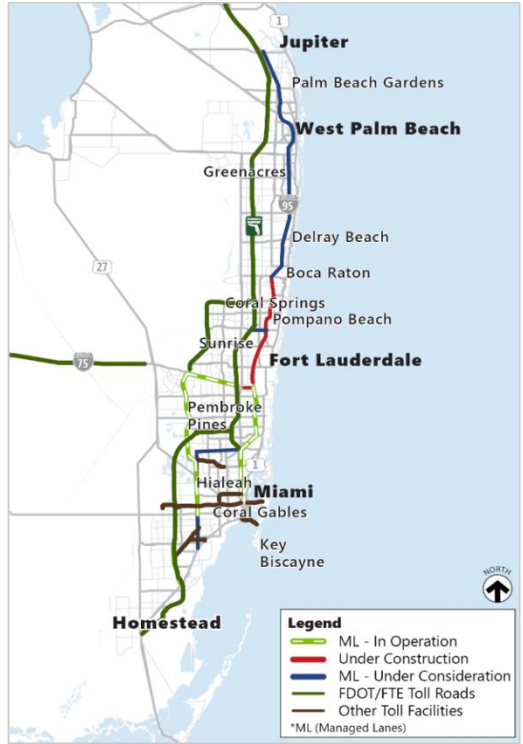 1
Jupiter
Palm Beach Gardens
West Palm Beach
Greenacres
95
Delray Beach
27
Boca Raton
Coral Springs
Pompano Beach
Sunrise
Fort Lauderdale
75
Pembroke
Pines
1
Hialeah
Miami
Coral Gables
Key
Biscayne
NORTH
Homestead
Legend
ML - In Operation
Under Construction
ML - Under Consideration
FDOT/FTE Toll Roads
Other Toll Facilities
*ML (Managed Lanes)